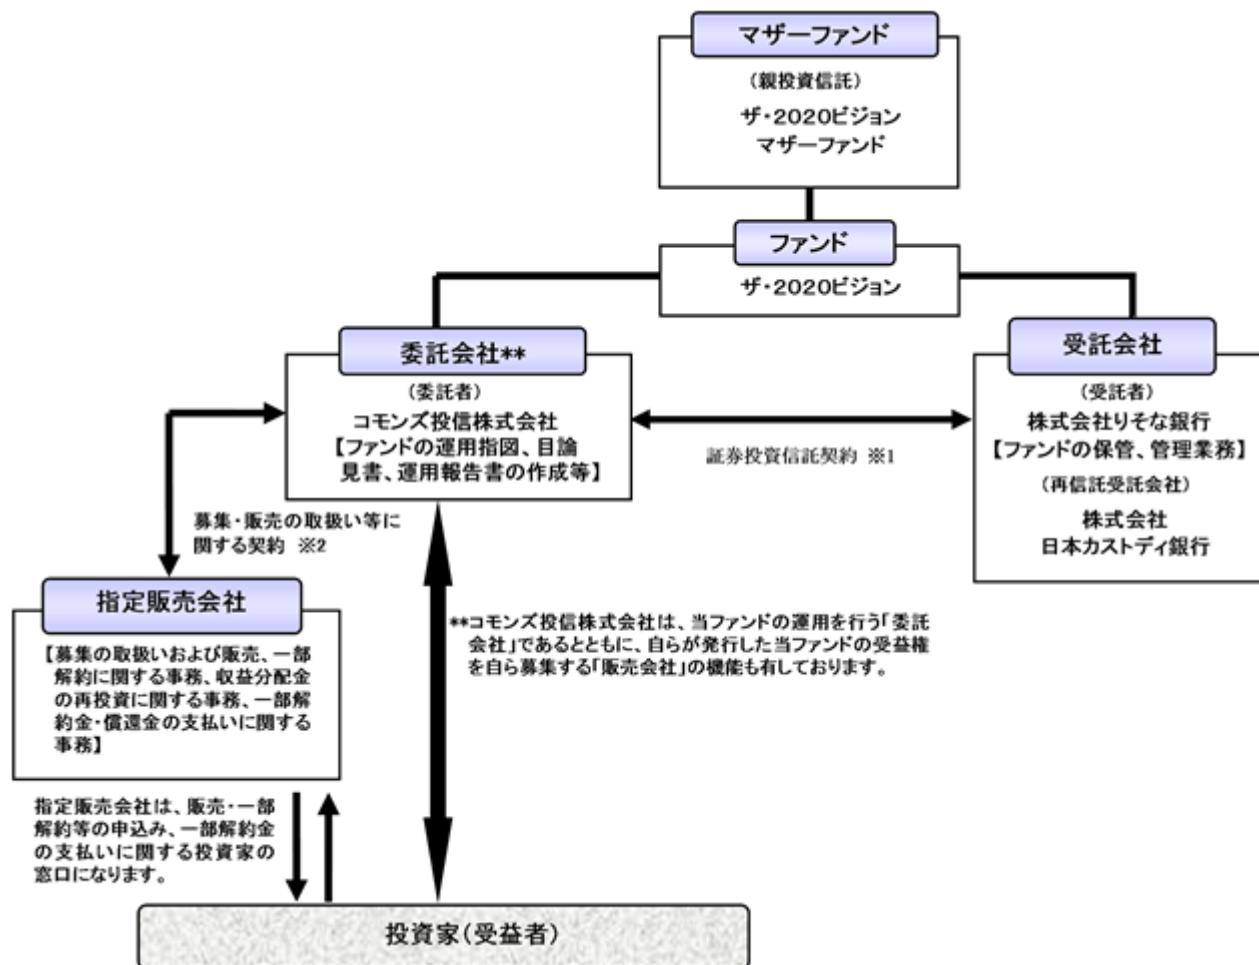 マザーファンド
(親投資信託)
ザ・2020ビジョン
マザーファンド
ファンド
ザ・2020ビジョン
委託会社**
(委託者)
コモンズ投信株式会社
【ファンドの運用指図、目論
見書、運用報告書の作成等】
証券投資信託契約 ※1
受託会社
(受託者)
株式会社りそな銀行
【ファンドの保管、管理業務】
(再信託受託会社)
株式会社
日本カストディ銀行
募集・販売の取扱い等に
関する契約 ※2
指定販売会社
【募集の取扱いおよび販売、一部
解約に関する事務、収益分配金
の再投資に関する事務、一部解
約金・償還金の支払いに関する
事務】
**コモンズ投信株式会社は、当ファンドの運用を行う「委託
会社」であるとともに、自らが発行した当ファンドの受益権
を自ら募集する「販売会社」の機能も有しております。
指定販売会社は、販売・一部
解約等の申込み、一部解約金
の支払いに関する投資家の
窓口になります。
投資家(受益者)